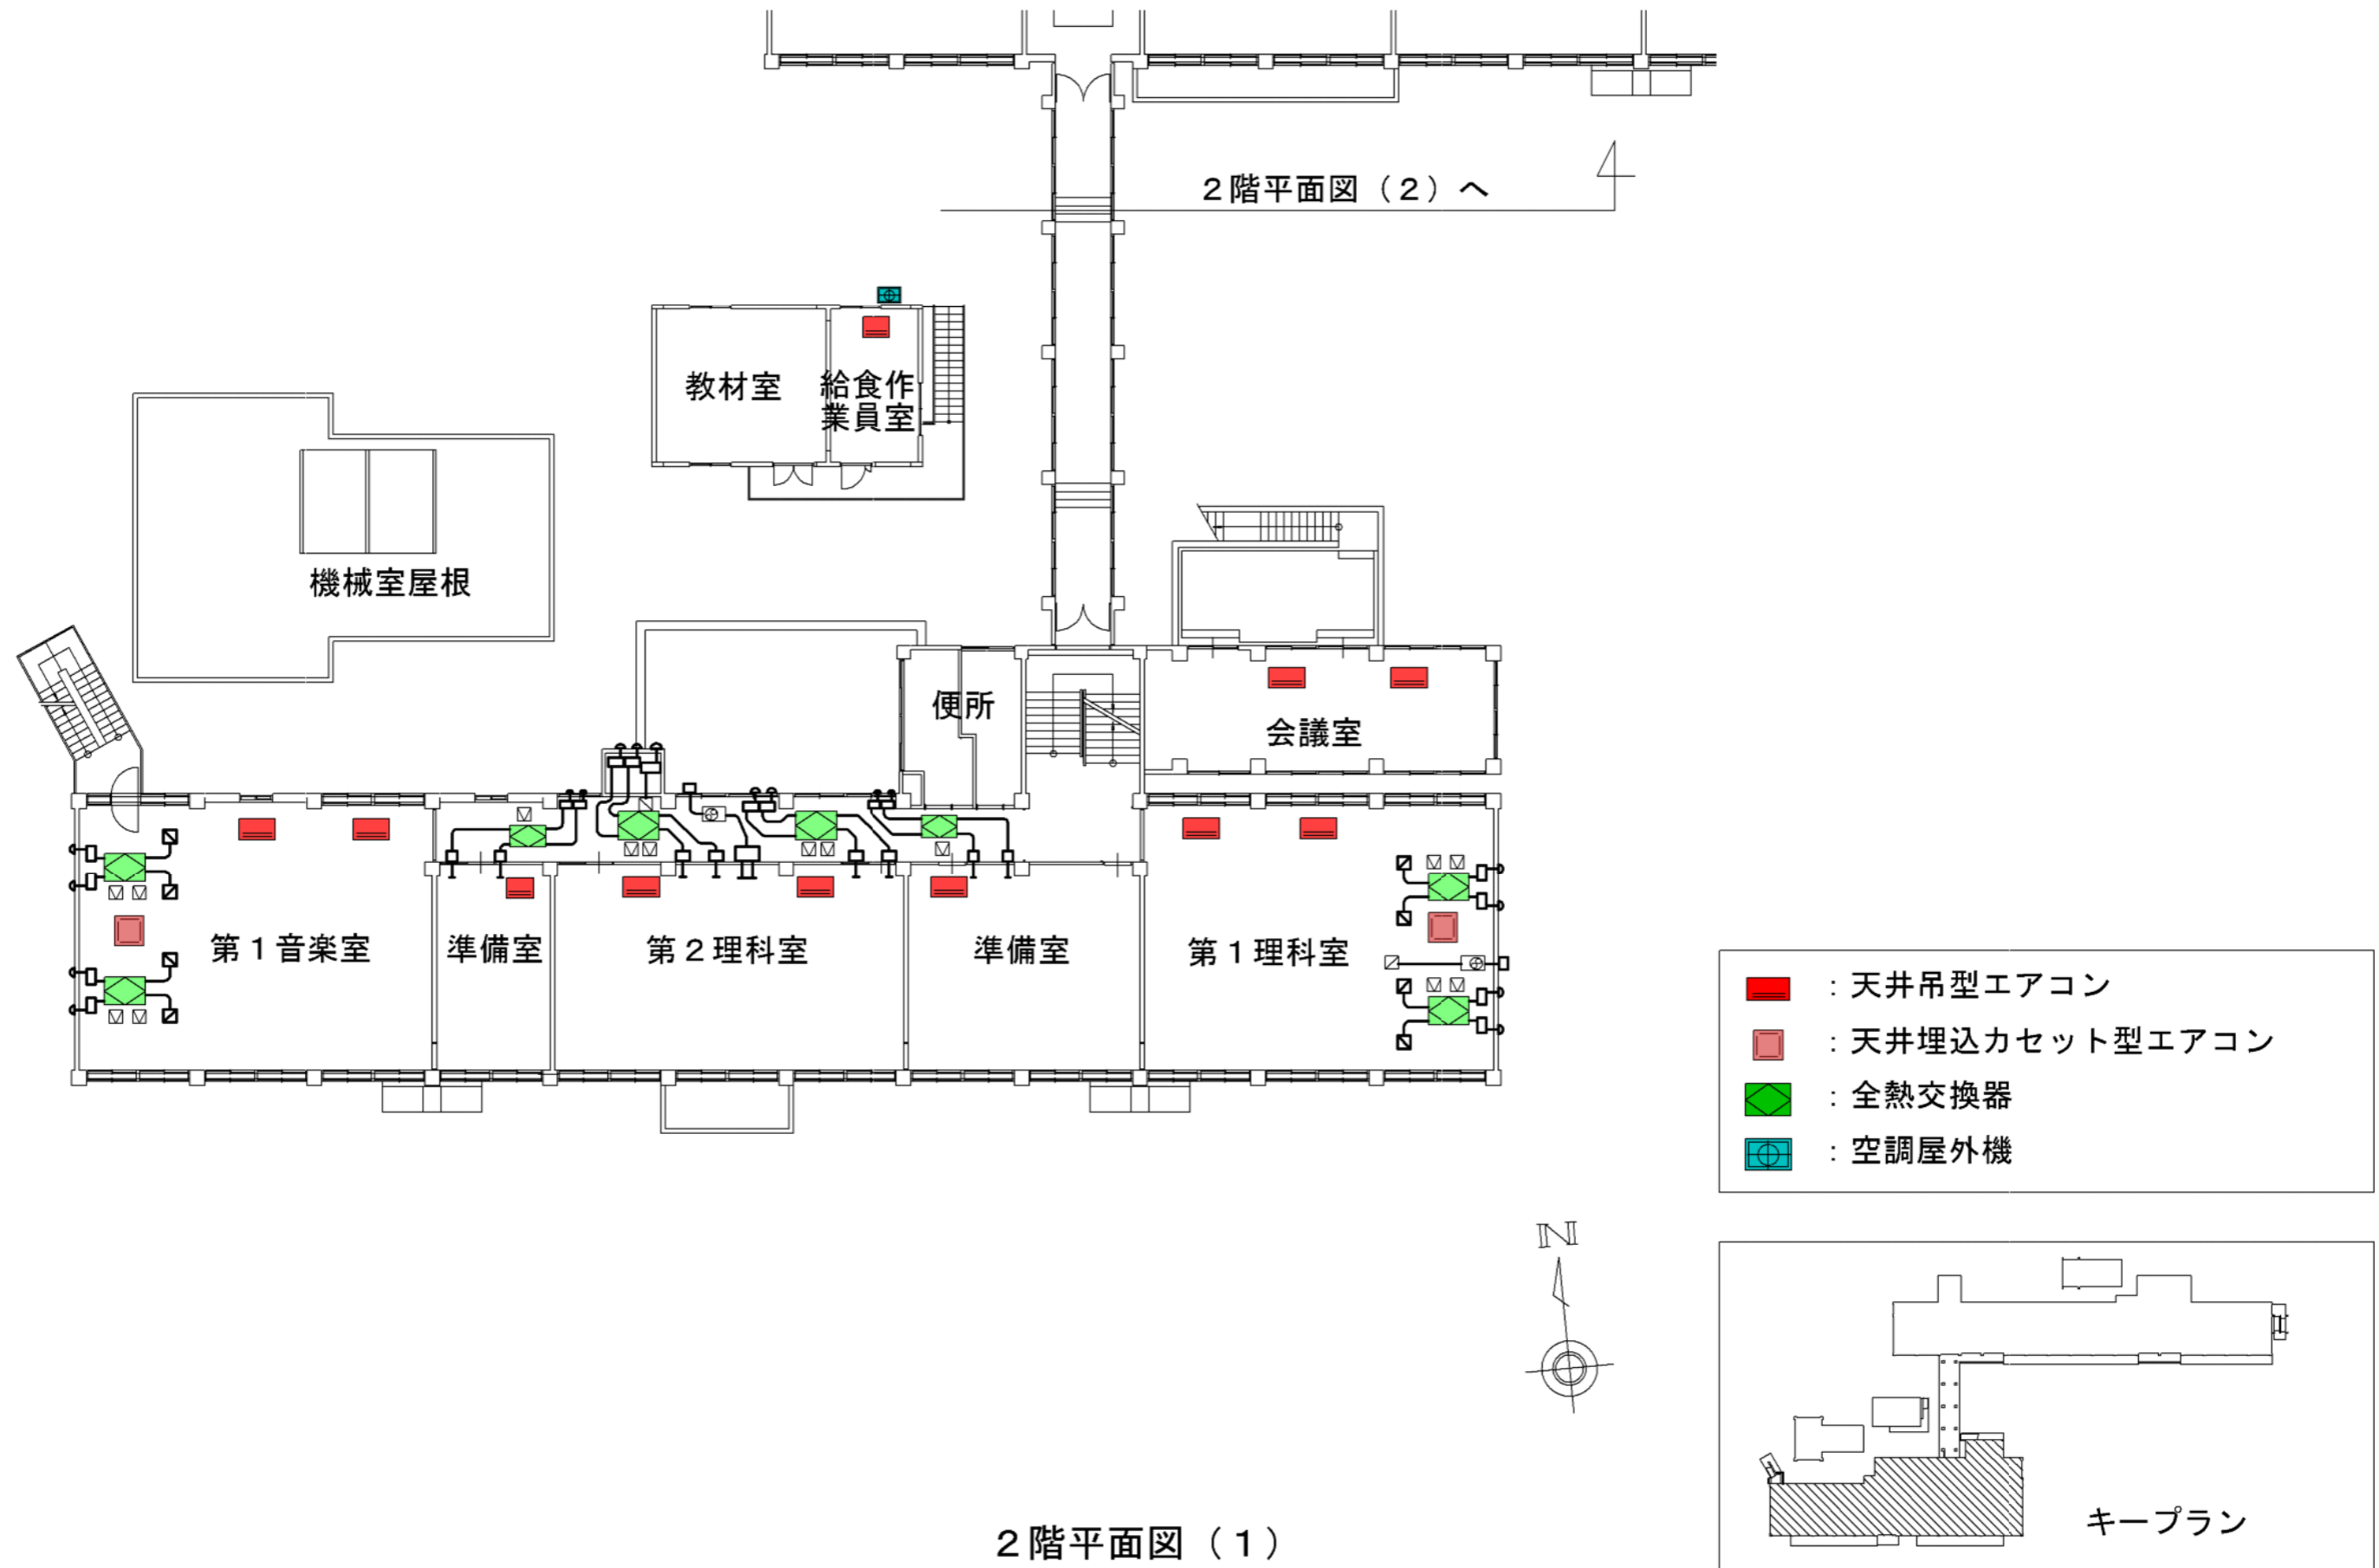 2階平面図（2）へ
教材室
給食作
業員室
機械室屋根
便所
会議室
第1音楽室
準備室
第2理科室
準備室
第1理科室
：天井吊型エアコン
：天井埋込カセット型エアコン
：全熱交換器
：空調屋外機
N
キープラン
2階平面図（1）